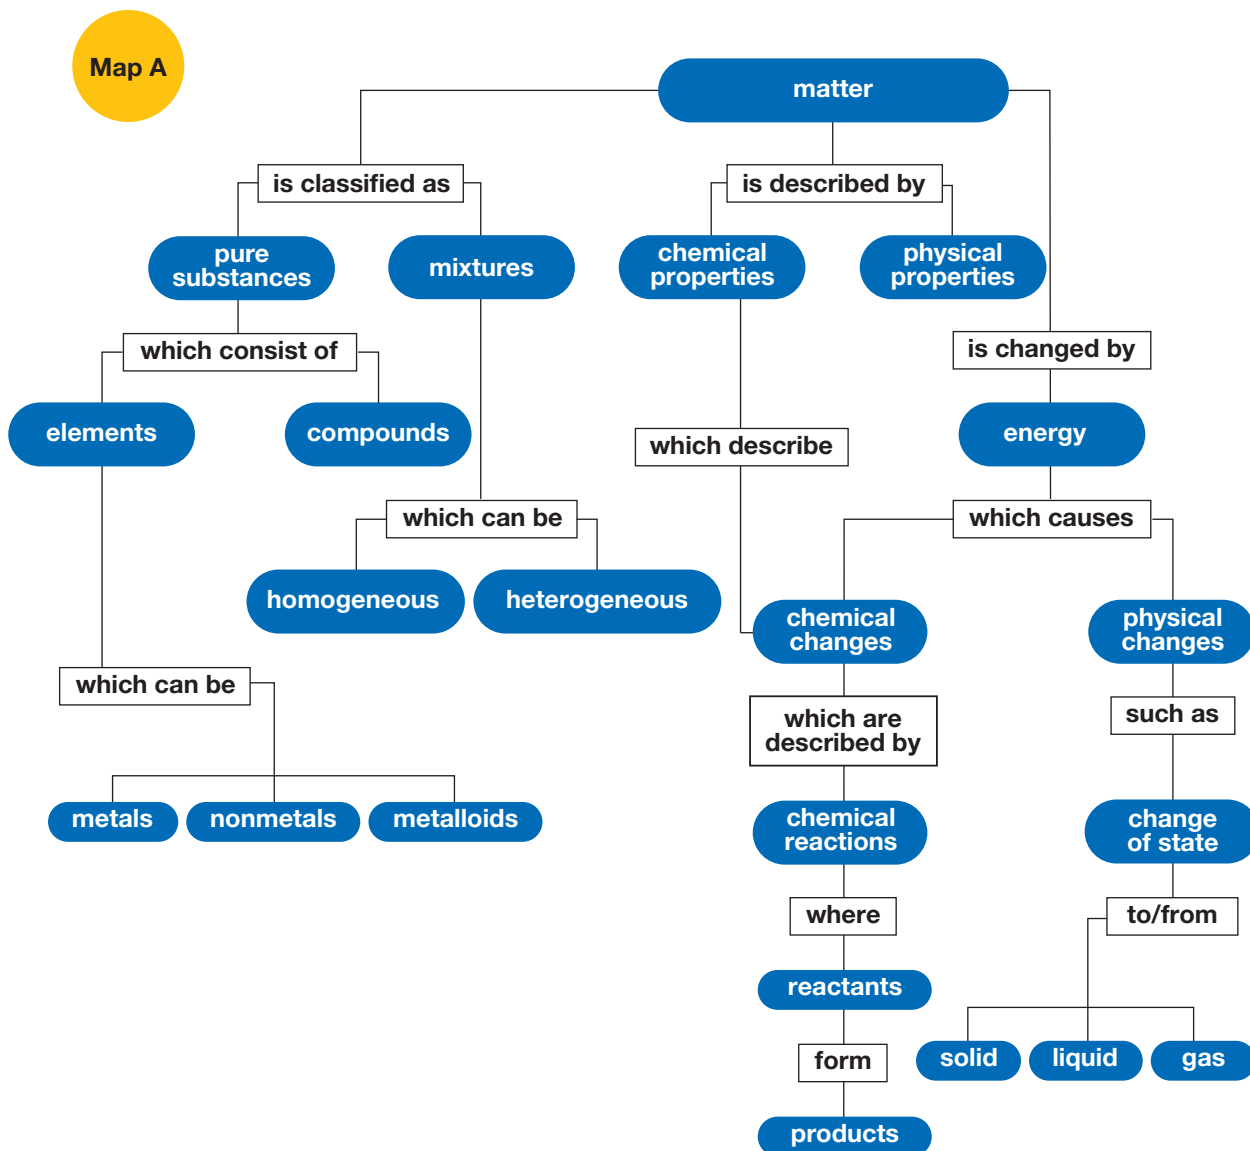 Map A
matter
is classified as
is described by
pure
substances
mixtures
chemical
properties
physical
properties
which consist of
is changed by
elements
compounds
which describe
energy
which can be
which causes
homogeneous
heterogeneous
chemical
changes
physical
changes
which can be
which are
described by
such as
metals
nonmetals
metalloids
chemical
reactions
change
of state
where
to/from
reactants
form
solid
liquid
gas
products